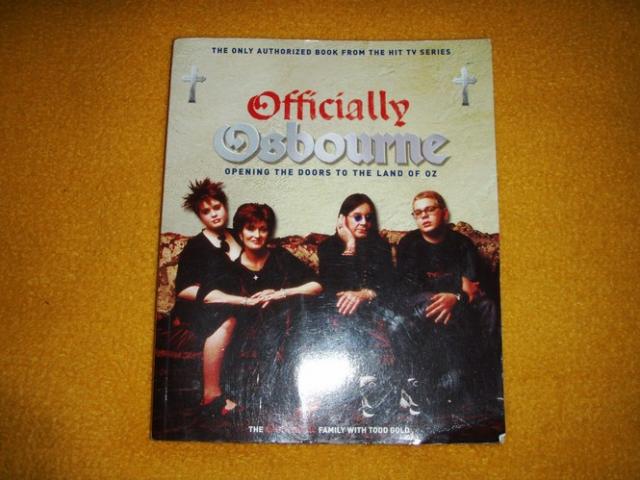 THE ONLY AUTHORIZED BOOK FROM THE HIT TV SERIES
Officially
Osbourne
OPENING THE DOORS TO THE LAND OF OZ
THE FAMILY WITH TODD GOLD